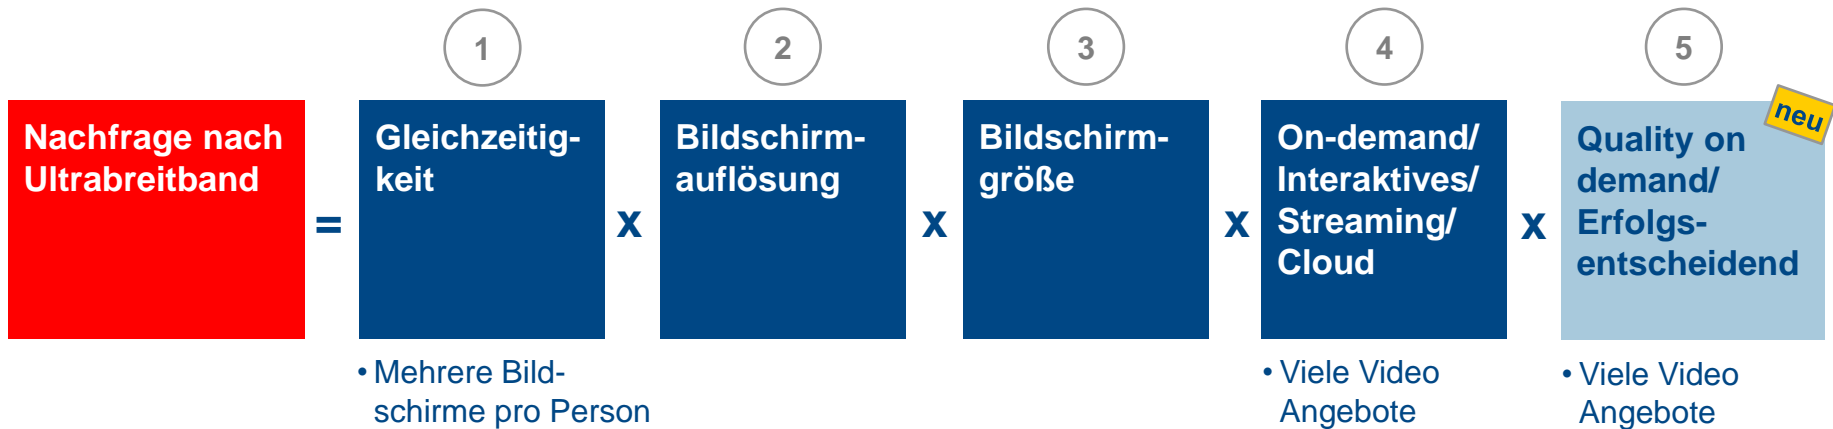 1
2
3
4
5
Nachfrage nach
Ultrabreitband
=
Gleichzeitig-
keit
x
Bildschirm-
auflösung
x
Bildschirm-
größe
x
On-demand/
Interaktives/
Streaming/
Cloud
x
neu
Quality on
demand/
Erfolgs-
entscheidend
• Mehrere Bild-
schirme pro Person
• Viele Video
Angebote
• Viele Video
Angebote